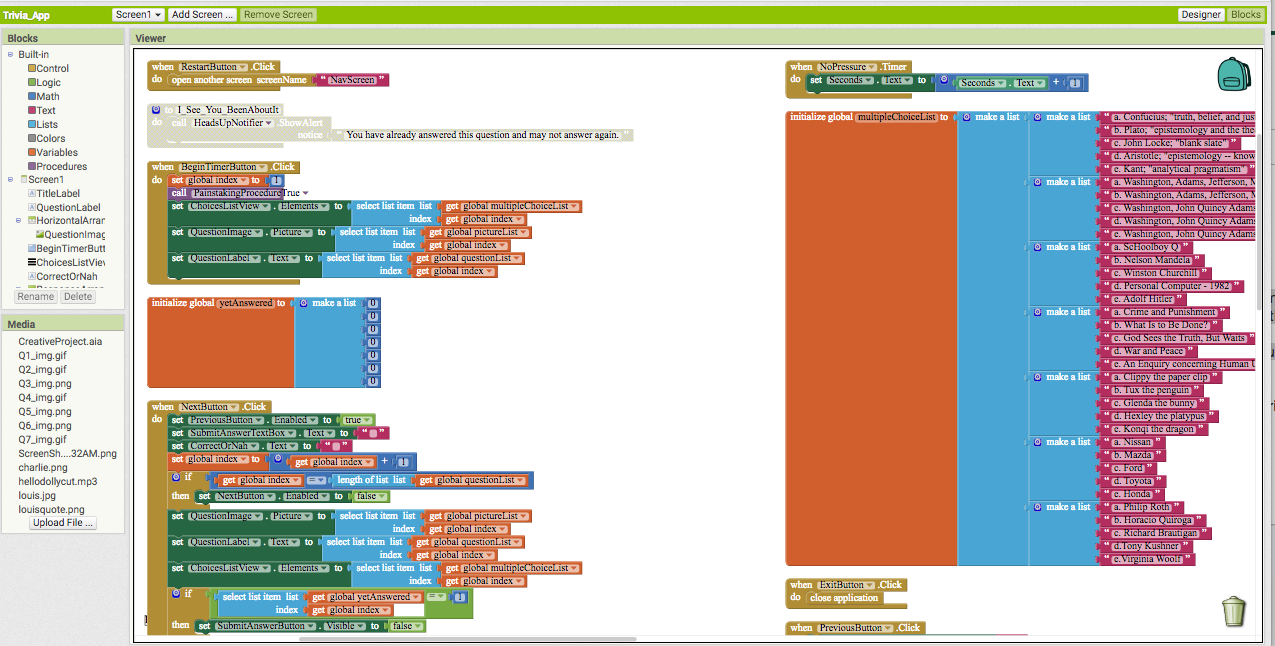 Trivia_App Screen1 Add Screen ... Remove Screen Designer Blocks
Blocks
Built-in
Control
Logic
Math
Text
Lists
Colors
Variables
Procedures
Screen1
TitleLabel
QuestionLabel
HorizontalArran
QuestionImag
BeginTimerButt
ChoicesListView
CorrectOrNah
Rename Delete
Media
CreativeProject.aia
Q1_img.gif
Q2_img.gif
Q3_img.png
Q4_img.gif
Q5_img.png
Q6_img.png
Q7_img.gif
ScreenSh....32AM.png
charlie.png
hellodollycut.mp3
louis.jpg
louisquote.png
Upload File ...
Viewer
when RestartButton .Click
do open another screen screenName " NavScreen "
to I_See_You_BeenAboutIt
do call HeadsUpNotifier .ShowAlert
notice " You have already answered this question and may not answer again. "
when BeginTimerButton .Click
do set global index to 1
call PainstakingProcedureTrue
set ChoicesListView . Elements to select list item list get global multipleChoiceList
index get global index
set QuestionImage . Picture to select list item list get global pictureList
index get global index
set QuestionLabel . Text to select list item list get global questionList
index get global index
initialize global yetAnswered to make a list 0
0
0
0
0
0
0
when NextButton .Click
do set PreviousButton . Enabled to true
set SubmitAnswerTextBox . Text to " "
set CorrectOrNah . Text to " "
set global index to get global index + 1
if get global index = length of list list get global questionList
then set NextButton . Enabled to false
set QuestionImage . Picture to select list item list get global pictureList
index get global index
set QuestionLabel . Text to select list item list get global questionList
index get global index
set ChoicesListView . Elements to select list item list get global multipleChoiceList
index get global index
if select list item list get global yetAnswered = 1
index get global index
then set SubmitAnswerButton . Visible to false
when NoPressure .Timer
do set Seconds . Text to Seconds . Text + 1
initialize global multipleChoiceList to make a list make a list " a. Confucius; "truth, belief, and jus
" b. Plato; "epistemology and the the
" c. John Locke; "blank slate" "
" d. Aristotle; "epistemology -- know
" e. Kant; "analytical pragmatism" "
make a list " a. Washington, Adams, Jefferson, M
" b. Washington, Adams, Jefferson,
" c. Washington, John Quincy Adams
" d. Washington, John Quincy Adams
" e. Washington, John Quincy Adams
make a list " a. ScHoolboy Q "
" b. Nelson Mandela "
" c. Winston Churchill "
" d. Personal Computer - 1982 "
" e. Adolf Hitler "
make a list " a. Crime and Punishment "
" b. What Is to Be Done? "
" c. God Sees the Truth, But Waits "
" d. War and Peace "
" e. An Enquiry concerning Human U
make a list " a. Clippy the paper clip "
" b. Tux the penguin "
" c. Glenda the bunny "
" d. Hexley the platypus "
" e. Konqi the dragon "
make a list " a. Nissan "
" b. Mazda "
" c. Ford "
" d. Toyota "
" e. Honda "
make a list " a. Philip Roth "
" b. Horacio Quiroga "
" c. Richard Brautigan "
" d.Tony Kushner "
" e.Virginia Woolf "
when ExitButton .Click
do close application
when PreviousButton .Click